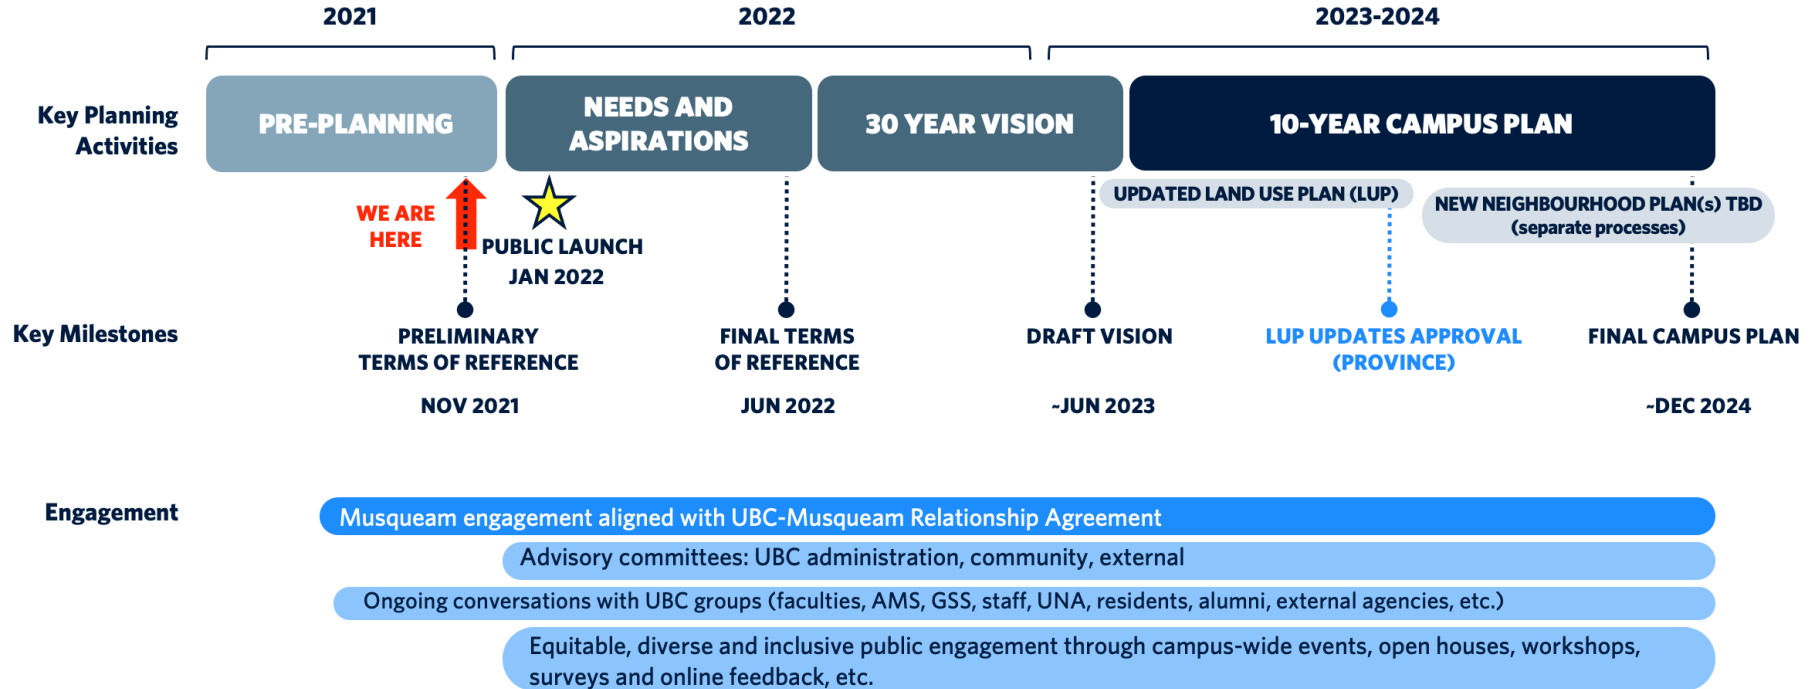 2021
2022
2023-2024
Key Planning
Activities
PRE-PLANNING
NEEDS AND
ASPIRATIONS
30 YEAR VISION
10-YEAR CAMPUS PLAN
WE ARE
HERE
PUBLIC LAUNCH
JAN 2022
UPDATED LAND USE PLAN (LUP)
NEW NEIGHBOURHOOD PLAN(s) TBD
(separate processes)
Key Milestones
PRELIMINARY
TERMS OF REFERENCE
NOV 2021
FINAL TERMS
OF REFERENCE
JUN 2022
DRAFT VISION
~JUN 2023
LUP UPDATES APPROVAL
(PROVINCE)
FINAL CAMPUS PLAN
~DEC 2024
Engagement
Musqueam engagement aligned with UBC-Musqueam Relationship Agreement
Advisory committees: UBC administration, community, external
Ongoing conversations with UBC groups (faculties, AMS, GSS, staff, UNA, residents, alumni, external agencies, etc.)
Equitable, diverse and inclusive public engagement through campus-wide events, open houses, workshops,
surveys and online feedback, etc.